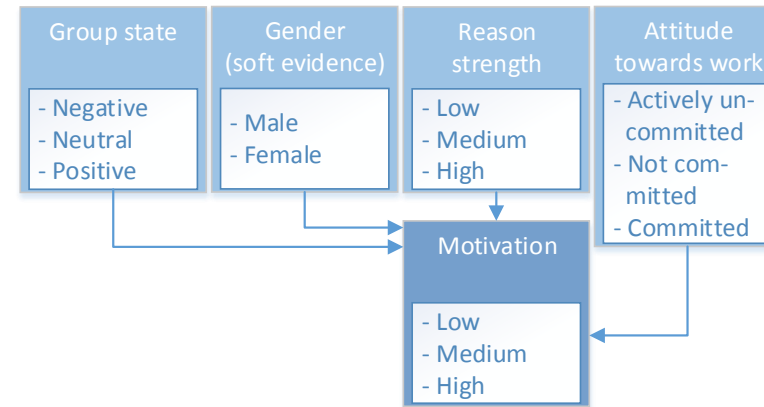 Group state
- Negative
- Neutral
- Positive
Gender
(soft evidence)
- Male
- Female
Reason
strength
- Low
- Medium
- High
Attitude
towards work
- Actively un-
committed
- Not com-
mitted
- Committed
Motivation
- Low
- Medium
- High